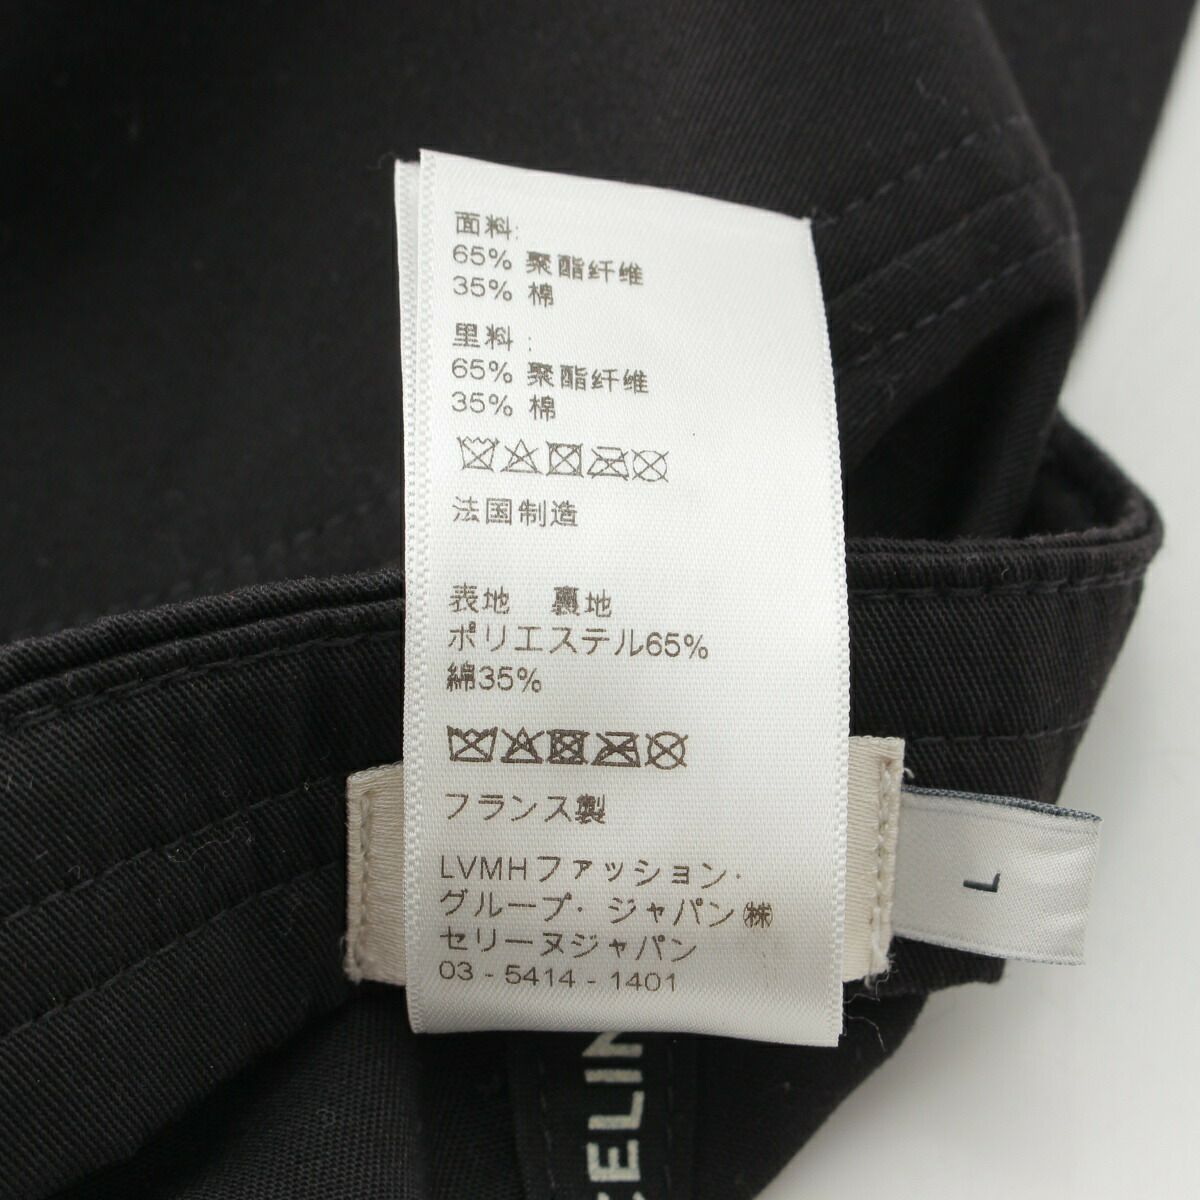 面料:
65% 聚酯纤维
35% 棉
里料:
65% 聚酯纤维
35% 棉
法国制造
表地　裏地
ポリエステル65%
綿35%
フランス製
LVMHファッション・
グループ・ジャパン㈱
セリーヌジャパン
03 - 5414 - 1401
L
CELIN